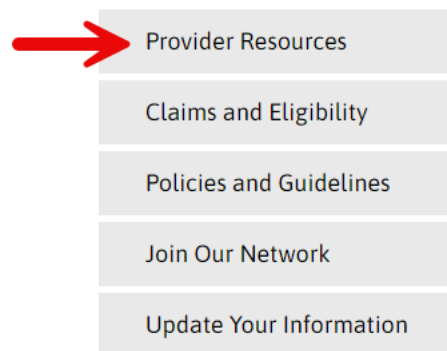 Provider Resources
Claims and Eligibility
Policies and Guidelines
Join Our Network
Update Your Information